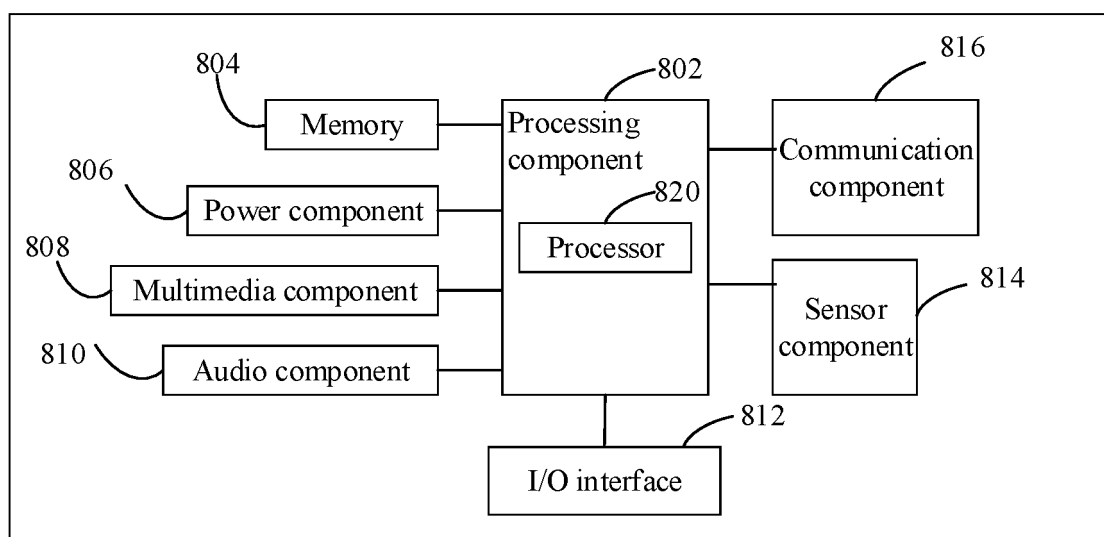 804
Memory
806
Power component
808
Multimedia component
810
Audio component
802
Processing
component
820
Processor
816
Communication
component
814
Sensor
component
812
I/O interface